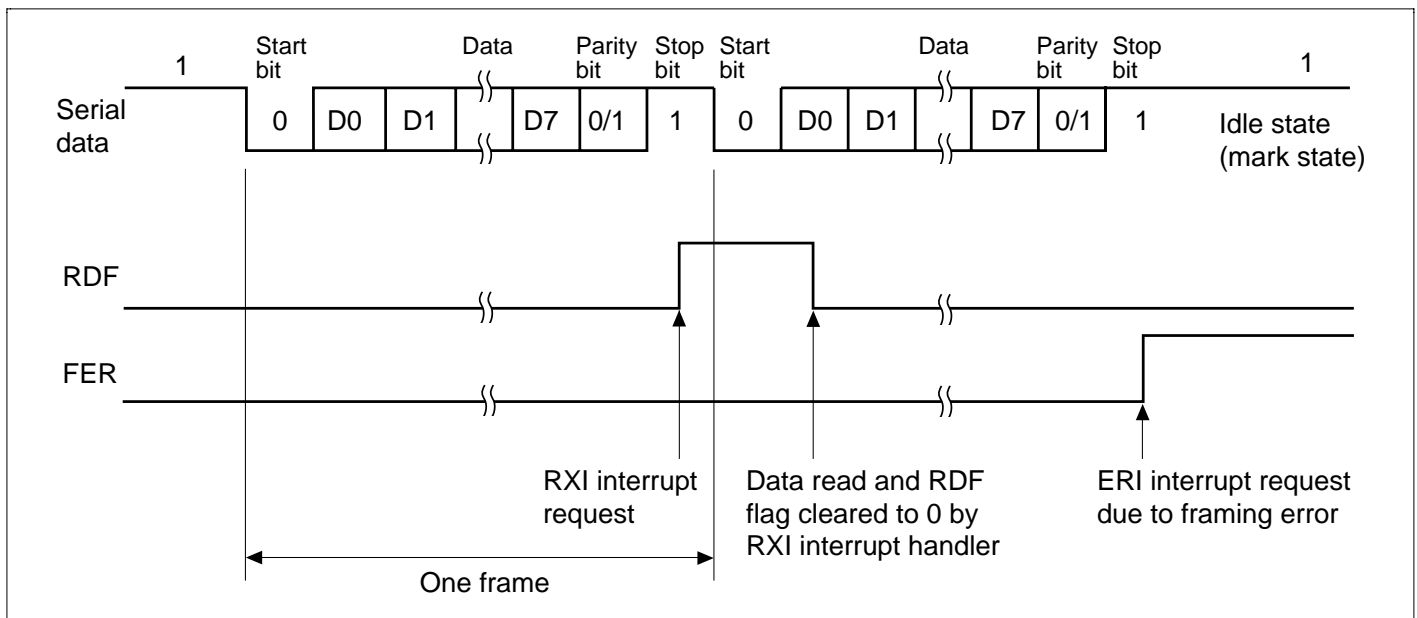 Start bit Data Parity bit Stop bit Start bit Data Parity bit Stop bit
1 1
Serial data
0 D0 D1 D7 0/1 1 0 D0 D1 D7 0/1 1
Idle state
(mark state)
RDF
FER
RXI interrupt
request
Data read and RDF
flag cleared to 0 by
RXI interrupt handler
ERI interrupt request
due to framing error
One frame